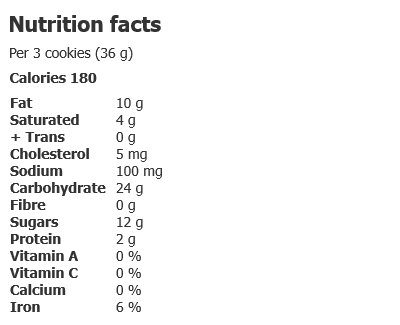 Nutrition facts
Per 3 cookies (36 g)
Calories 180
Fat 10 g
Saturated 4 g
+ Trans 0 g
Cholesterol 5 mg
Sodium 100 mg
Carbohydrate 24 g
Fibre 0 g
Sugars 12 g
Protein 2 g
Vitamin A 0 %
Vitamin C 0 %
Calcium 0 %
Iron 6 %